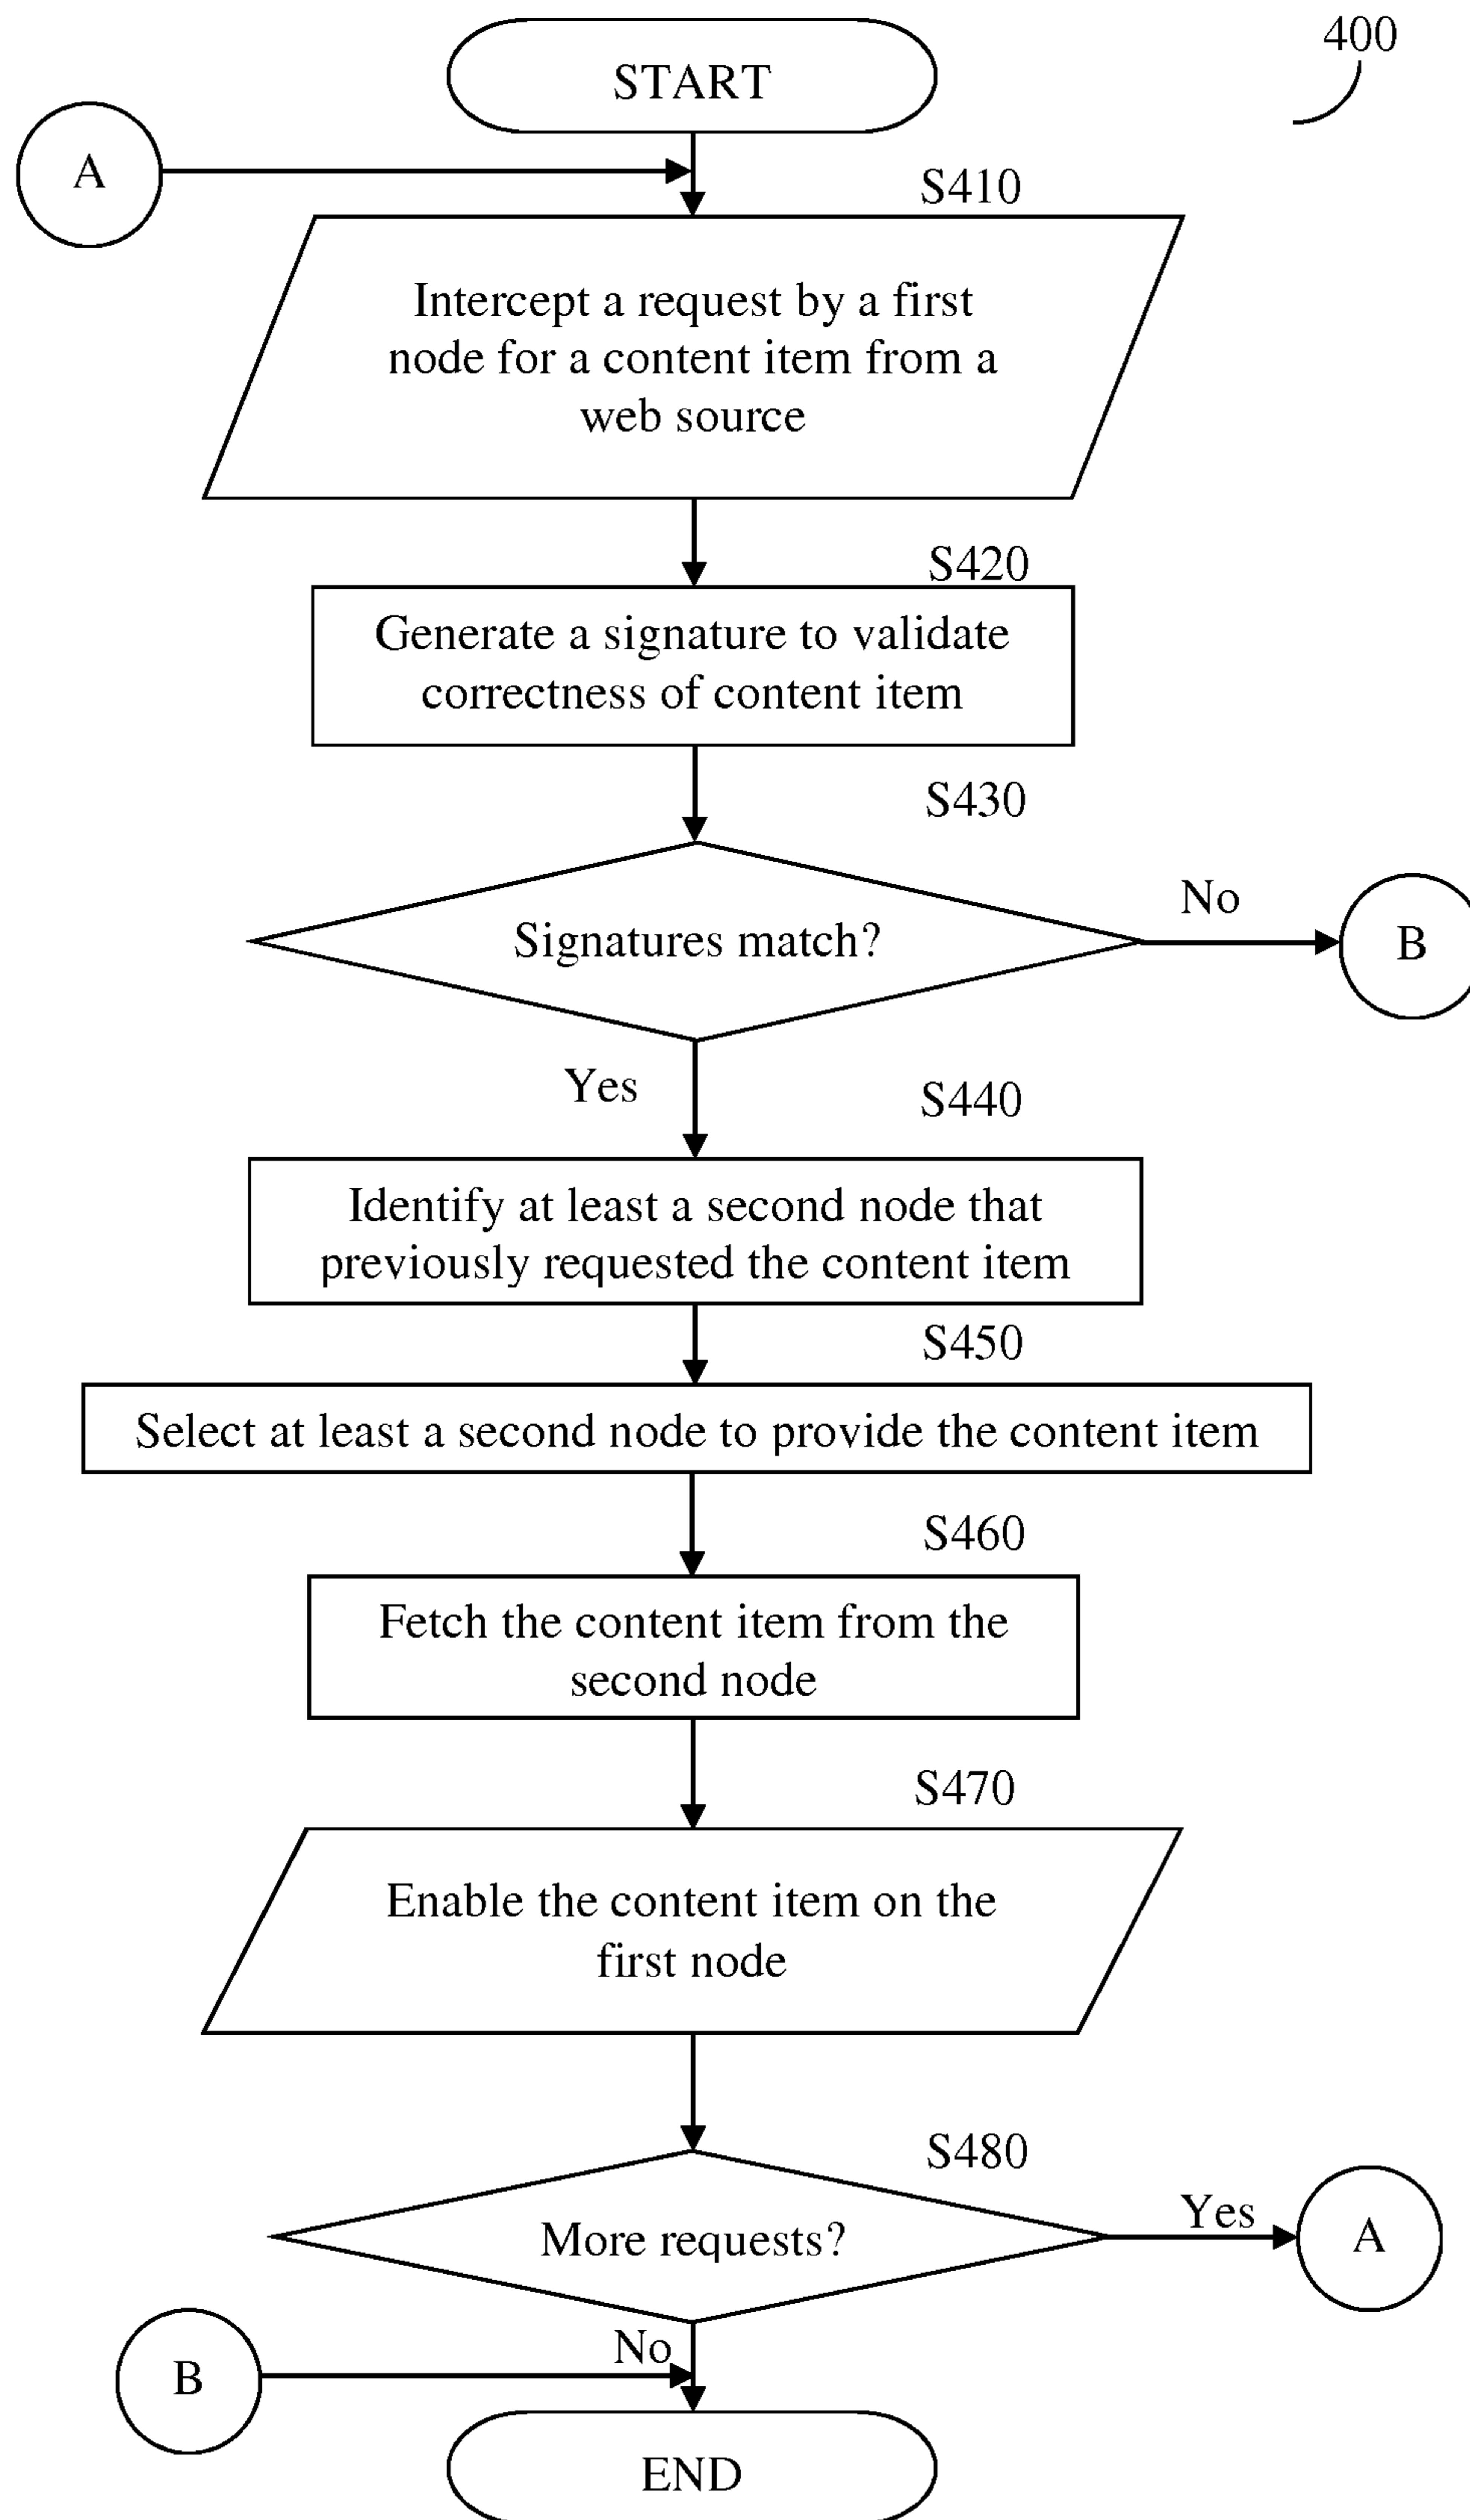 400
START
A
S410
Intercept a request by a first
node for a content item from a
web source
S420
Generate a signature to validate
correctness of content item
S430
Signatures match?
No
B
Yes
S440
Identify at least a second node that
previously requested the content item
S450
Select at least a second node to provide the content item
S460
Fetch the content item from the
second node
S470
Enable the content item on the
first node
S480
More requests?
Yes
A
No
B
END